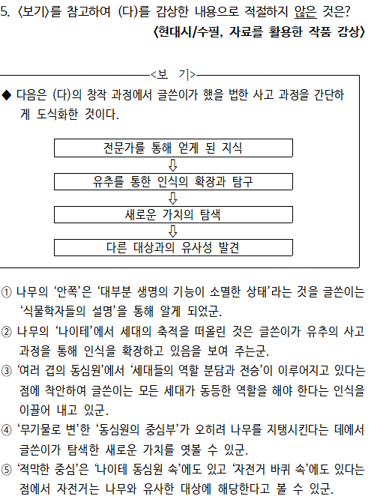 5. <보기>를 참고하여 (다)를 감상한 내용으로 적절하지 않은 것은?
<현대시/수필, 자료를 활용한 작품 감상>
<보 기>
◆ 다음은 (다)의 창작 과정에서 글쓴이가 했을 법한 사고 과정을 간단하
게 도식화한 것이다.
전문가를 통해 얻게 된 지식
⇩
유추를 통한 인식의 확장과 탐구
⇩
새로운 가치의 탐색
⇩
다른 대상과의 유사성 발견
① 나무의 '안쪽'은 '대부분 생명의 기능이 소멸한 상태'라는 것을 글쓴이는
'식물학자들의 설명'을 통해 알게 되었군.
② 나무의 '나이테'에서 세대의 축적을 떠올린 것은 글쓴이가 유추의 사고
과정을 통해 인식을 확장하고 있음을 보여 주는군.
③ '여러 겹의 동심원'에서 '세대들의 역할 분담과 전승'이 이루어지고 있다는
점에 착안하여 글쓴이는 모든 세대가 동등한 역할을 해야 한다는 인식을
이끌어 내고 있군.
④ '무기물로 변'한 '동심원의 중심부'가 오히려 나무를 지탱시킨다는 데에서
글쓴이가 탐색한 새로운 가치를 엿볼 수 있군.
⑤ '적막한 중심'은 '나이테 동심원 속'에도 있고 '자전거 바퀴 속'에도 있다는
점에서 자전거는 나무와 유사한 대상에 해당한다고 볼 수 있군.